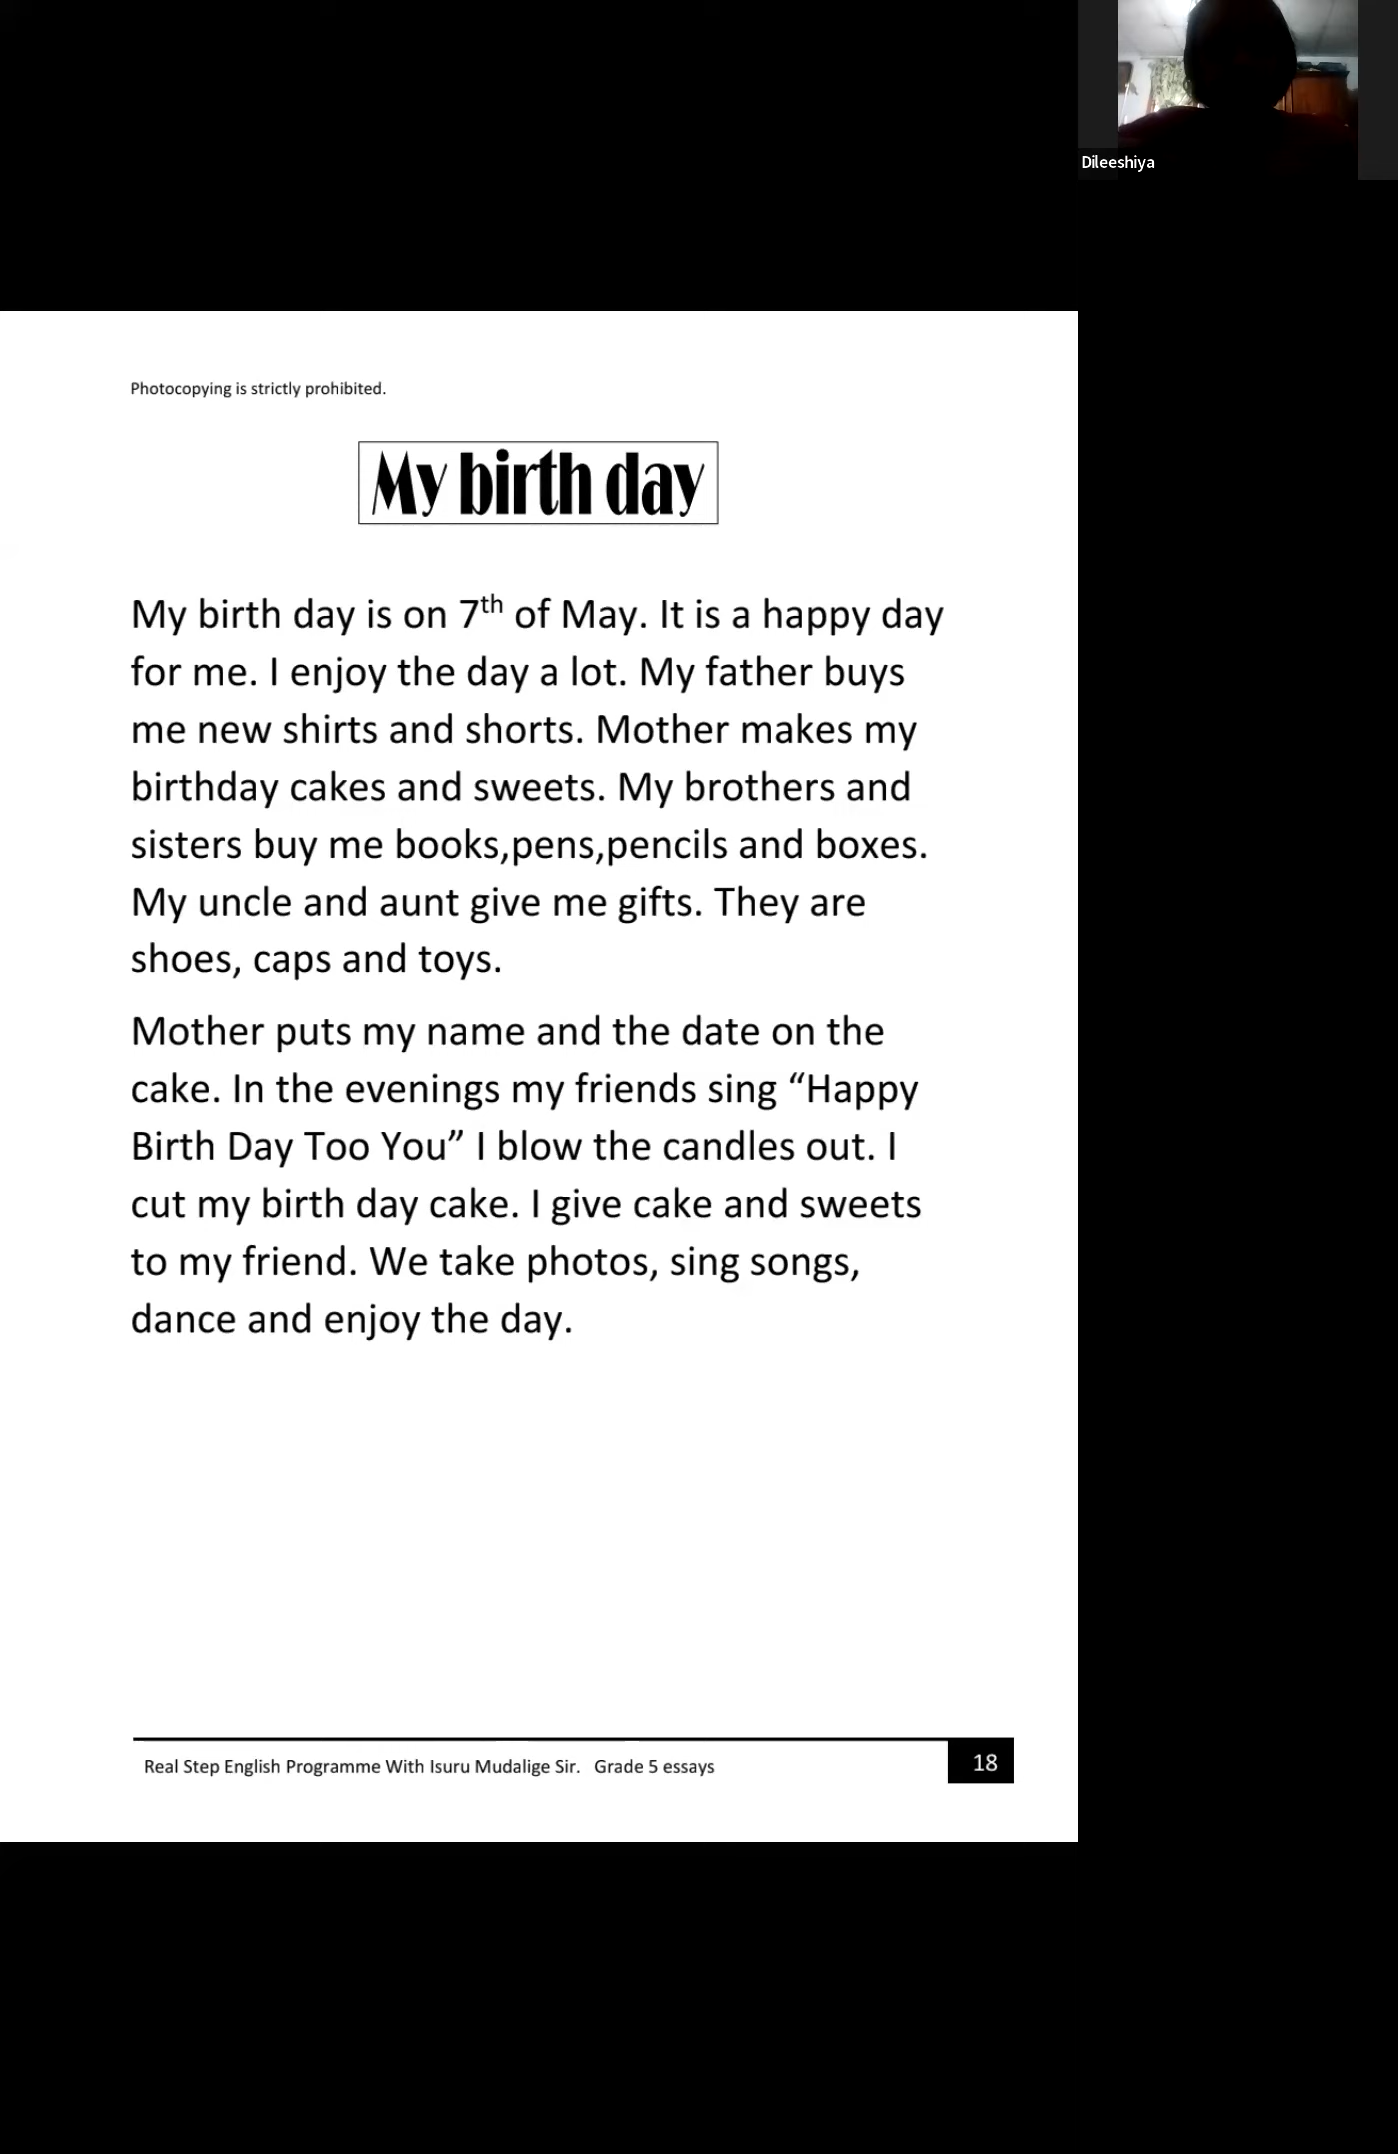 Dileeshiya
Photocopying is strictly prohibited.
My birth day
My birth day is on 7th of May. It is a happy day
for me. I enjoy the day a lot. My father buys
me new shirts and shorts. Mother makes my
birthday cakes and sweets. My brothers and
sisters buy me books,pens,pencils and boxes.
My uncle and aunt give me gifts. They are
shoes, caps and toys.
Mother puts my name and the date on the
cake. In the evenings my friends sing “Happy
Birth Day Too You” I blow the candles out. I
cut my birth day cake. I give cake and sweets
to my friend. We take photos, sing songs,
dance and enjoy the day.
Real Step English Programme With Isuru Mudalige Sir. Grade 5 essays
18